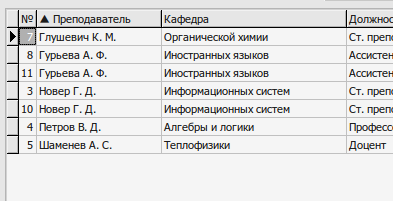 № ▲ Преподаватель Кафедра Должнос
7 Глушевич К. М. Органической химии Ст. препо
8 Гурьева А. Ф. Иностранных языков Ассистен
11 Гурьева А. Ф. Иностранных языков Ассистен
3 Новер Г. Д. Информационных систем Ст. препо
10 Новер Г. Д. Информационных систем Ст. препо
4 Петров В. Д. Алгебры и логики Професс
5 Шаменев А. С. Теплофизики Доцент